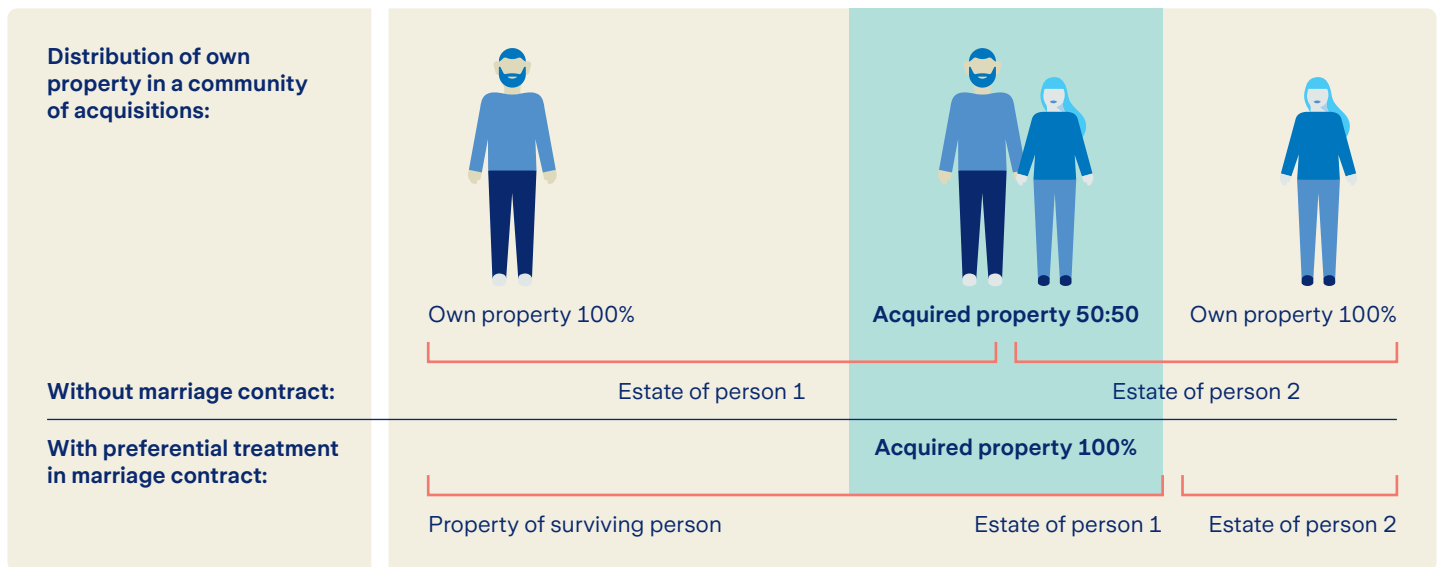 Distribution of own
property in a community
of acquisitions:
Own property 100%
Acquired property 50:50
Own property 100%
Without marriage contract:
Estate of person 1
Estate of person 2
With preferential treatment
in marriage contract:
Acquired property 100%
Property of surviving person
Estate of person 1
Estate of person 2